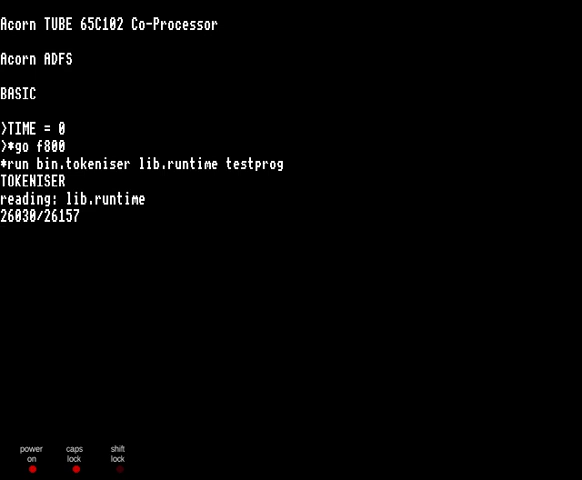 Acorn TUBE 65C102 Co-Processor
Acorn ADFS
BASIC
>TIME = 0
>*go f800
*run bin.tokeniser lib.runtime testprog
TOKENISER
reading: lib.runtime
26030/26157
power on
caps lock
shift lock